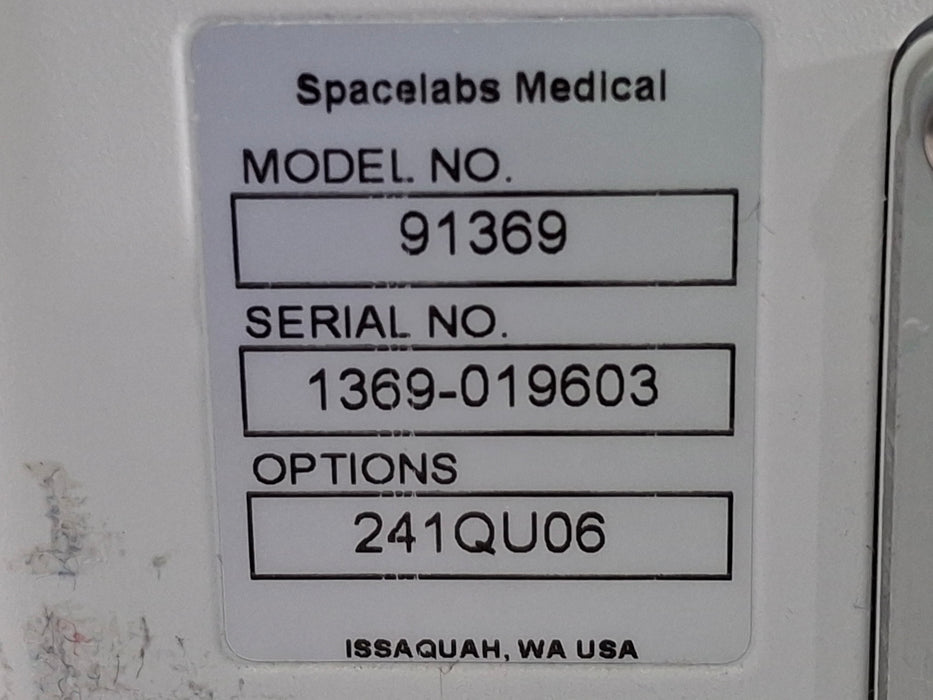 Spacelabs Medical
MODEL NO.
91369
SERIAL NO.
1369-019603
OPTIONS
241QU06
ISSAQUAH, WA USA